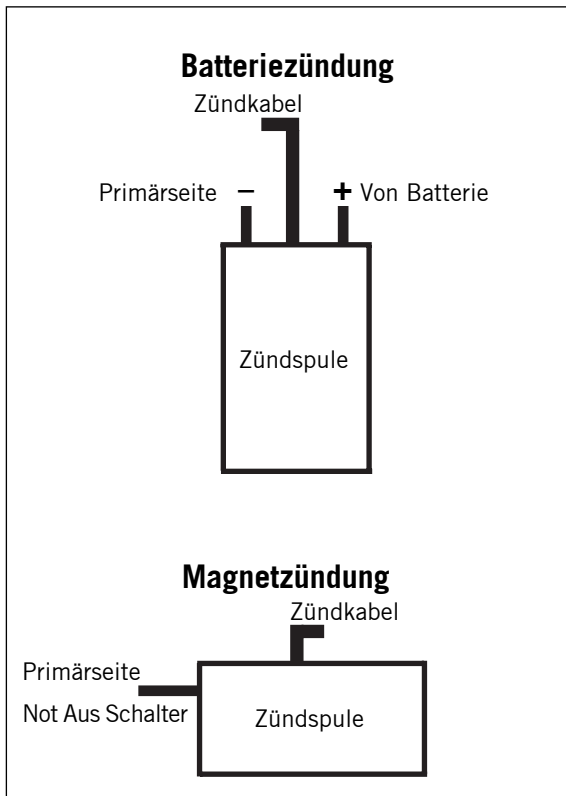 Batteriezündung
Zündkabel
Primärseite – + Von Batterie
Zündspule
Magnetzündung
Zündkabel
Primärseite
Not Aus Schalter
Zündspule